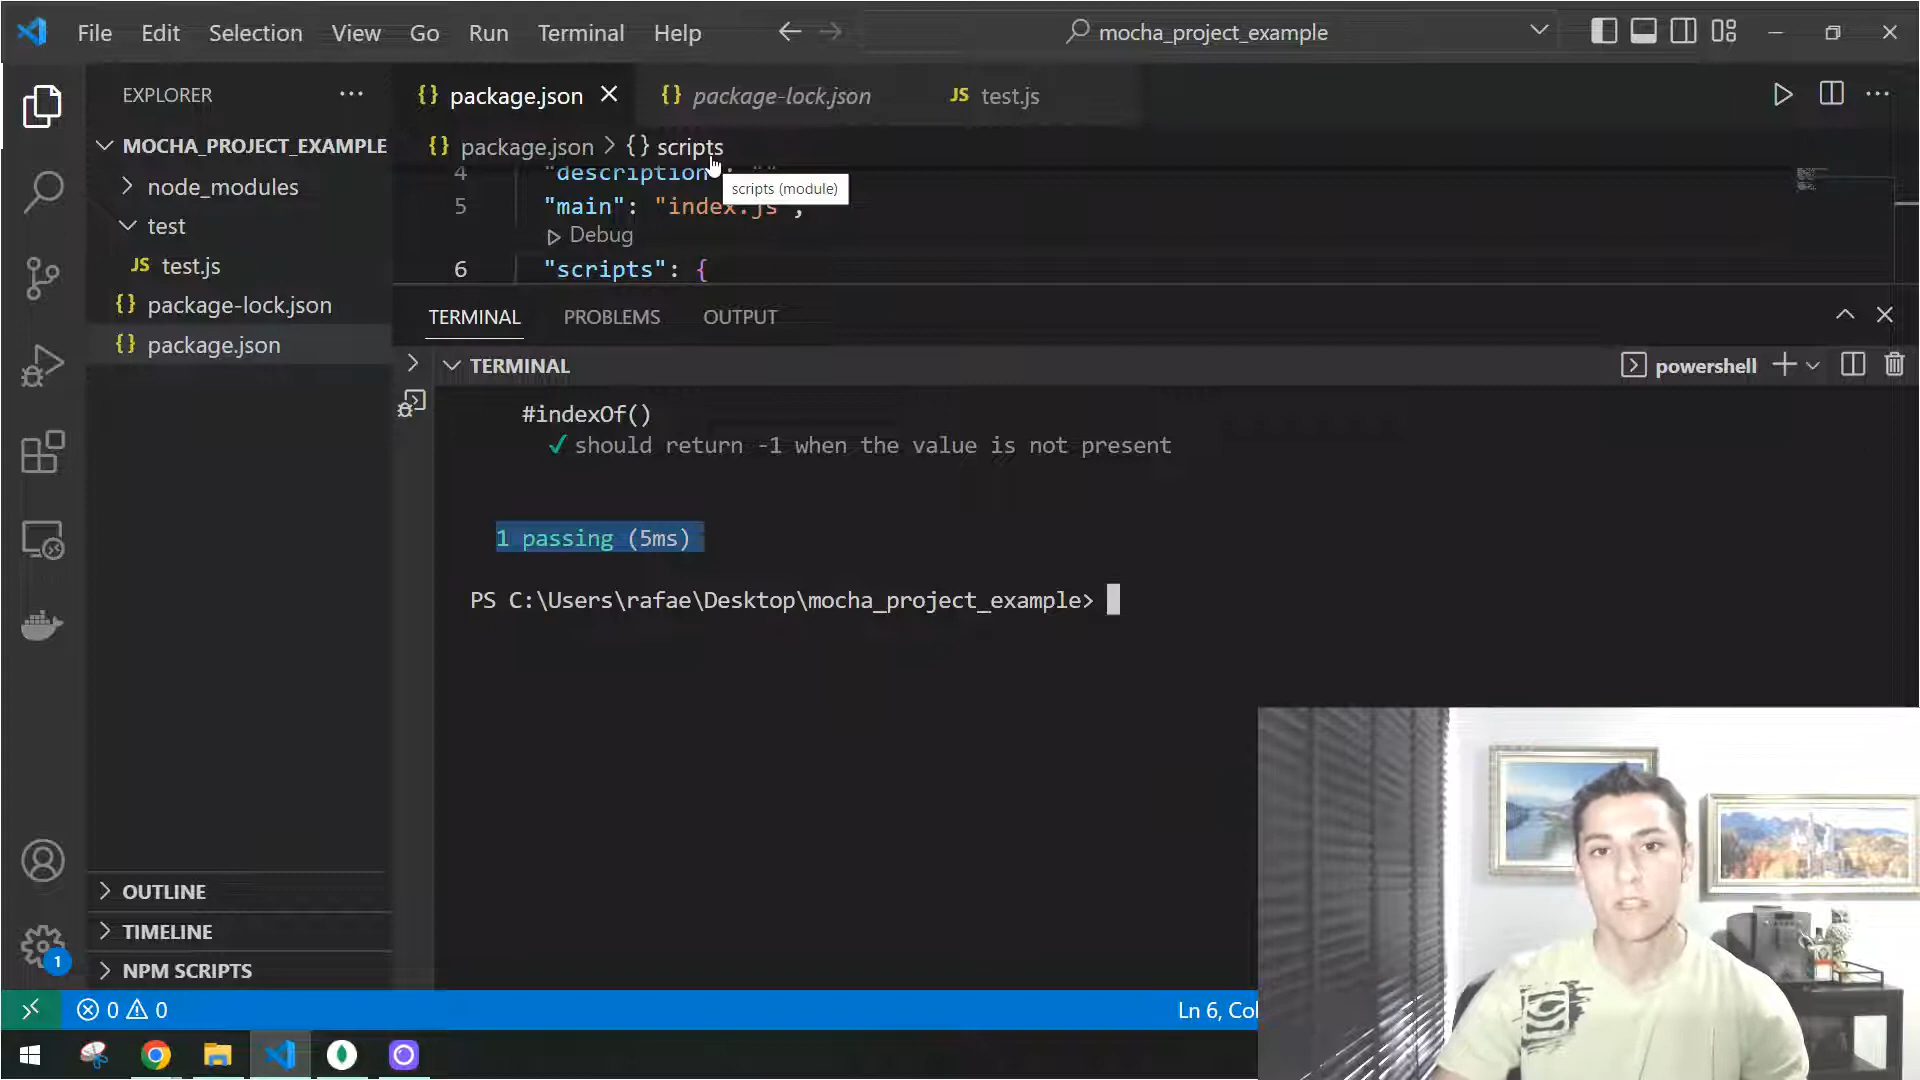 File Edit Selection View Go Run Terminal Help
mocha_project_example
EXPLORER
MOCHA_PROJECT_EXAMPLE
node_modules
test
JS test.js
{} package-lock.json
{} package.json
OUTLINE
TIMELINE
NPM SCRIPTS
{} package.json
{} package-lock.json
JS test.js
{} package.json > {} scripts
4 "description": ""
scripts (module)
5 "main": "index.js",
Debug
6 "scripts": {
TERMINAL PROBLEMS OUTPUT
TERMINAL
powershell
#indexOf()
✓ should return -1 when the value is not present
1 passing (5ms)
PS C:\Users\rafae\Desktop\mocha_project_example>
1
0 0
Ln 6, Col